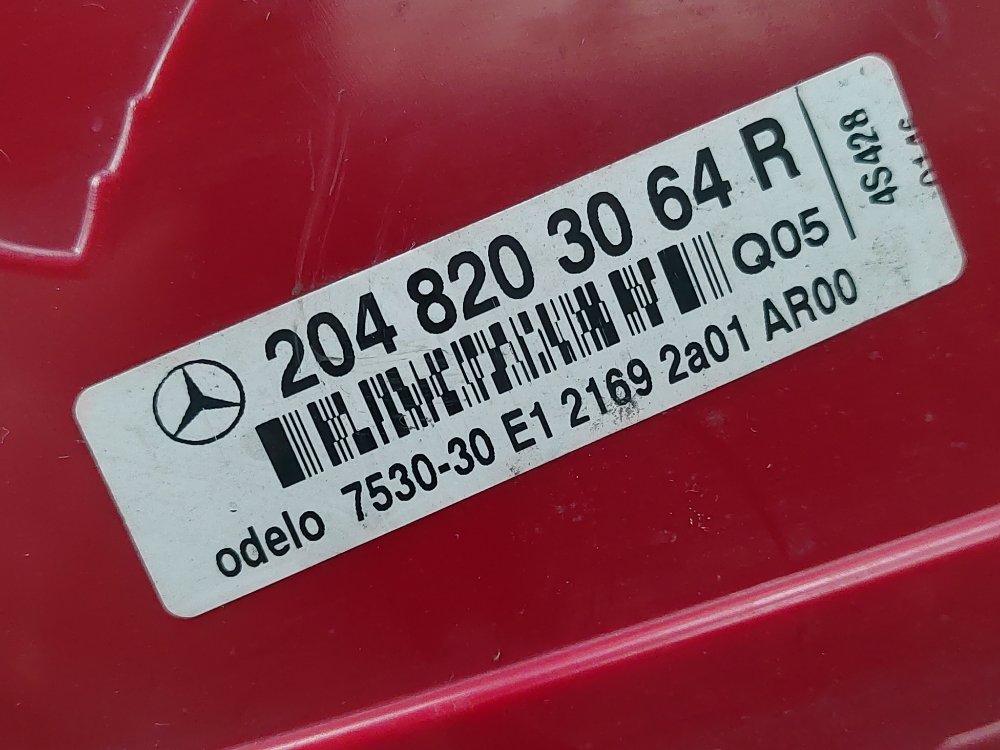 204 820 30 64 R
Q05
odelo 7530-30 E1 2169 2a01 AR00
4S428